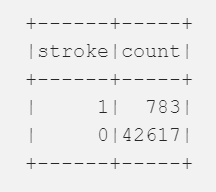 +------+-----+
|stroke|count|
+------+-----+
|     1|  783|
|     0|42617|
+------+-----+